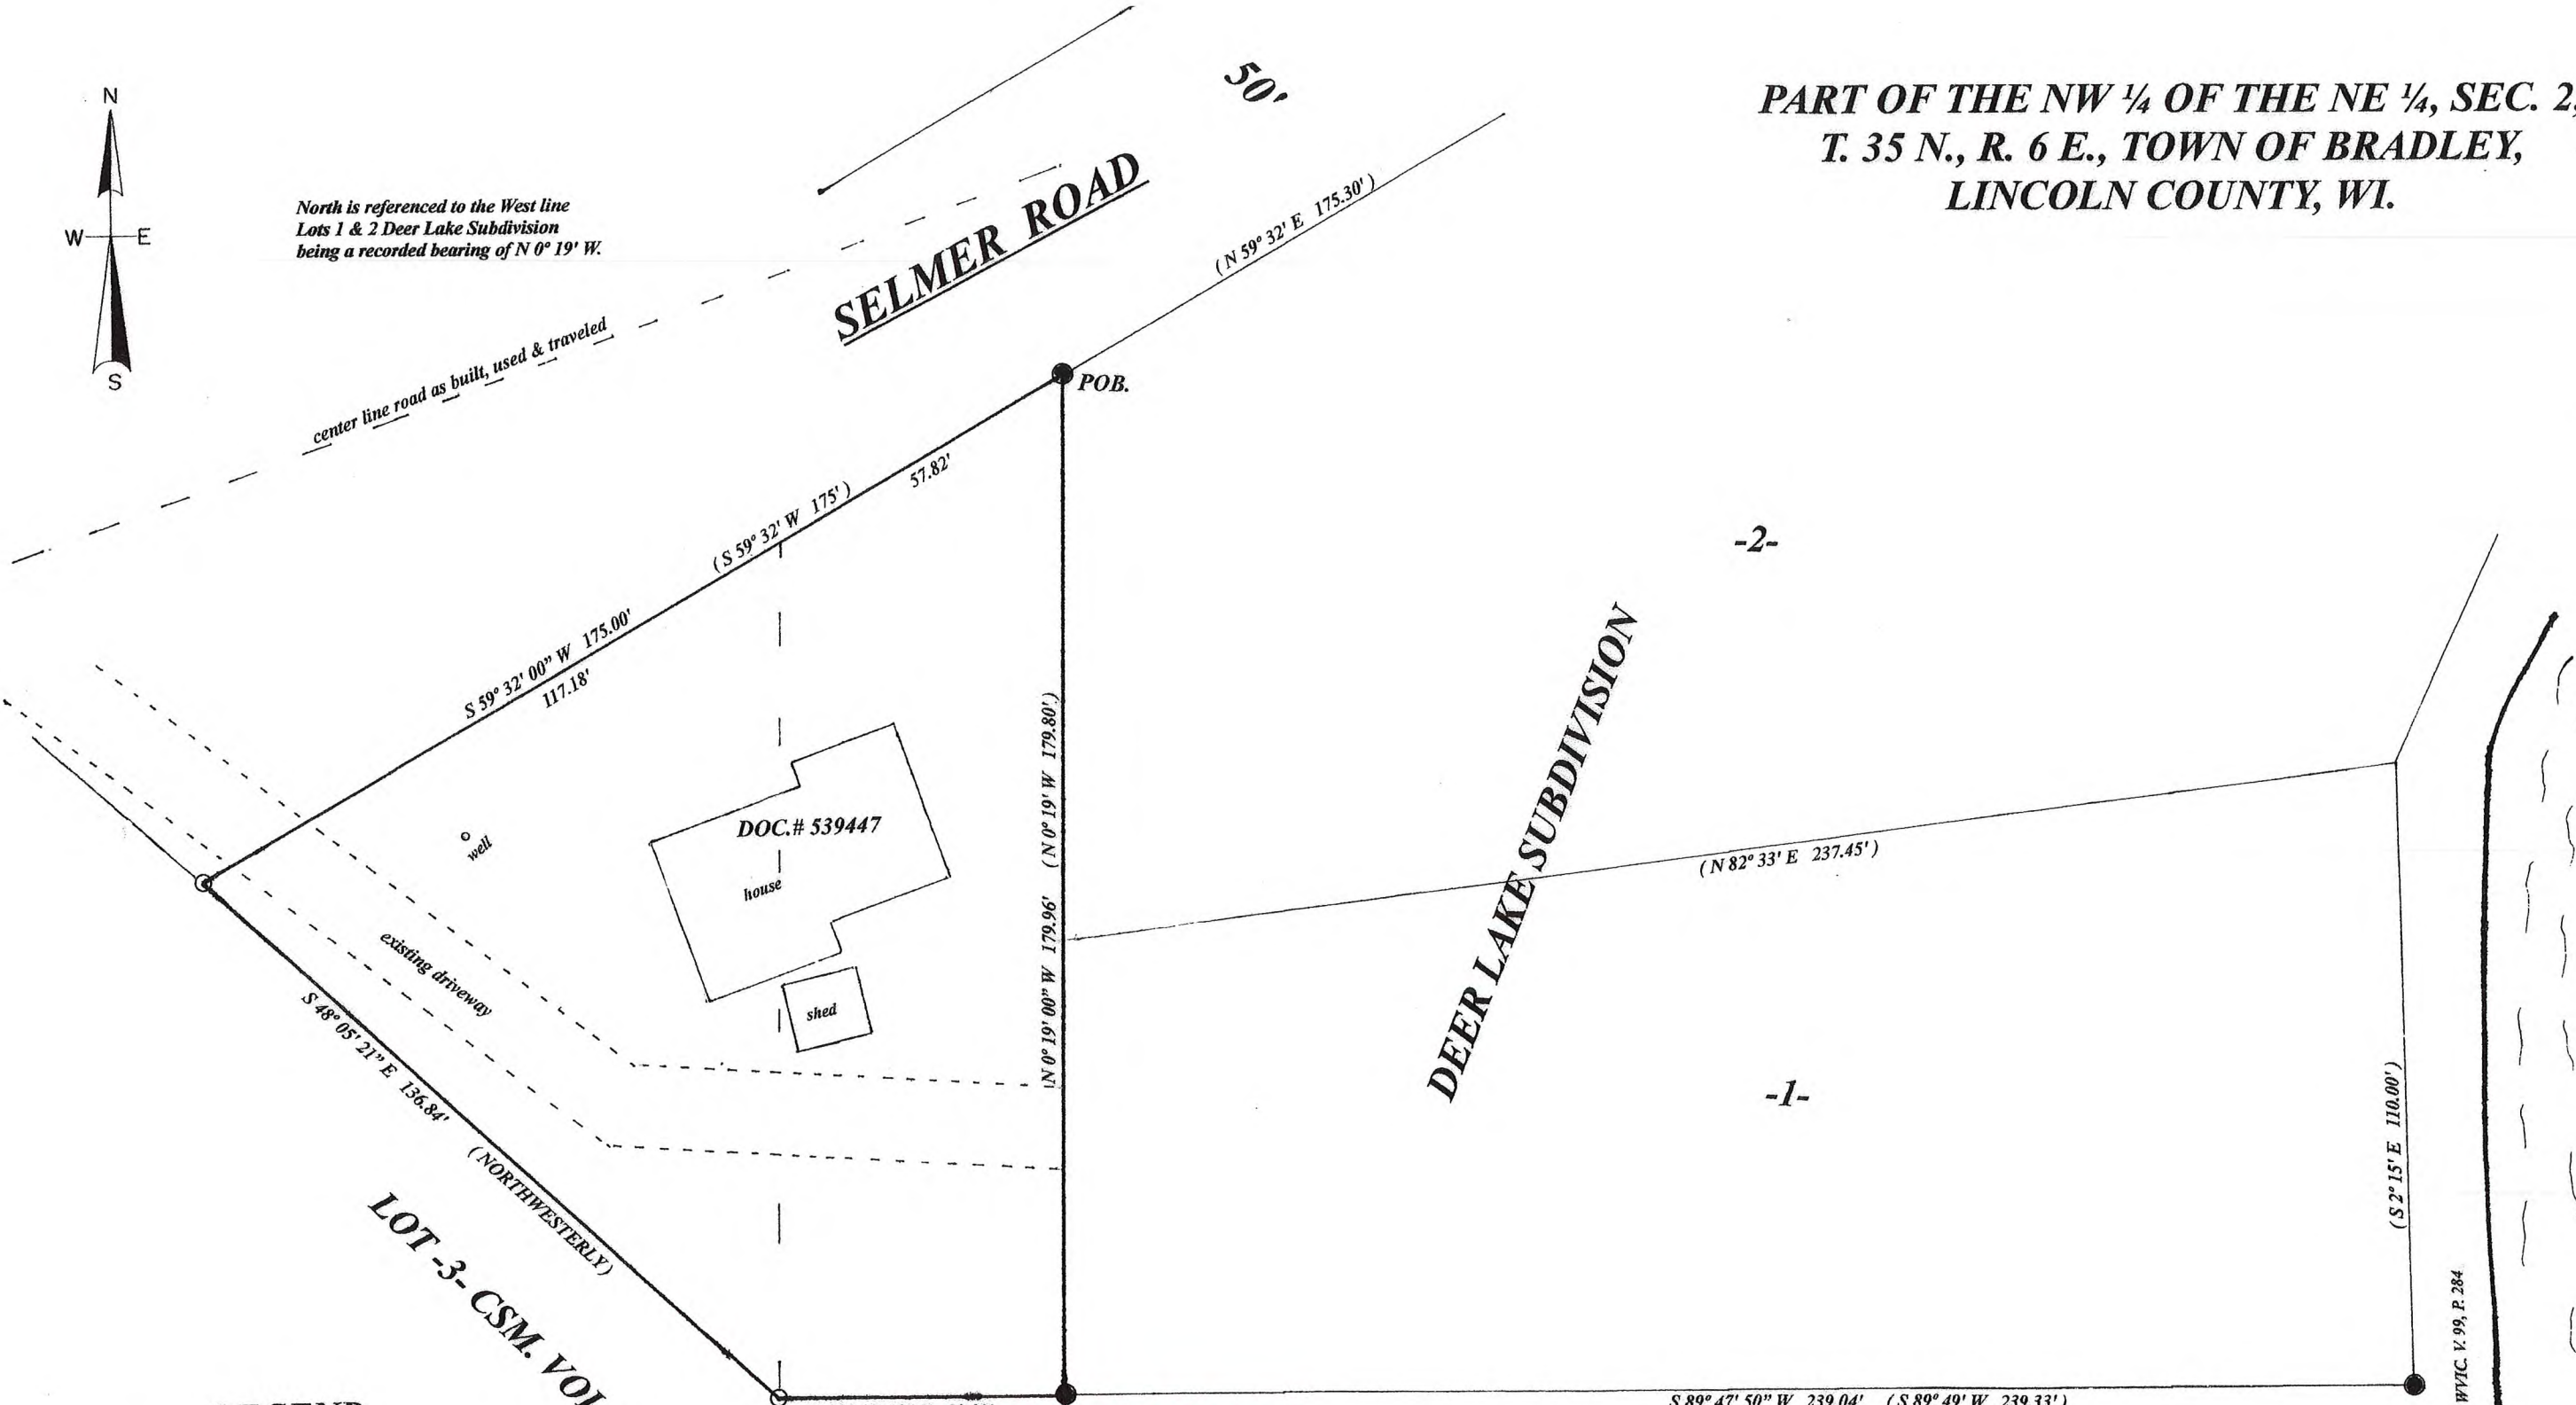 PART OF THE NW ¼ OF THE NE ¼, SEC. 2,
T. 35 N., R. 6 E., TOWN OF BRADLEY,
LINCOLN COUNTY, WI.
N
W E
S
North is referenced to the West line
Lots 1 & 2 Deer Lake Subdivision
being a recorded bearing of N 0° 19' W.
50'
SELMER ROAD
(N 59° 32' E 175.30')
center line road as built, used & traveled
POB.
57.82'
(S 59° 32' W 175')
S 59° 32' 00" W 175.00'
117.18'
-2-
DEER LAKE SUBDIVISION
(N 0° 19' W 179.80')
N 0° 19' 00" W 179.96'
DOC.# 539447
house
well
shed
existing driveway
(N 82° 33' E 237.45')
-1-
S 48° 05' 21" E 136.84'
(NORTHWESTERLY)
LOT -3- CSM. VOL
(S 2° 15' E 110.00')
WVIC. V. 99, P. 284
S 89° 47' 50" W 239.04' (S 89° 49' W 239.33')